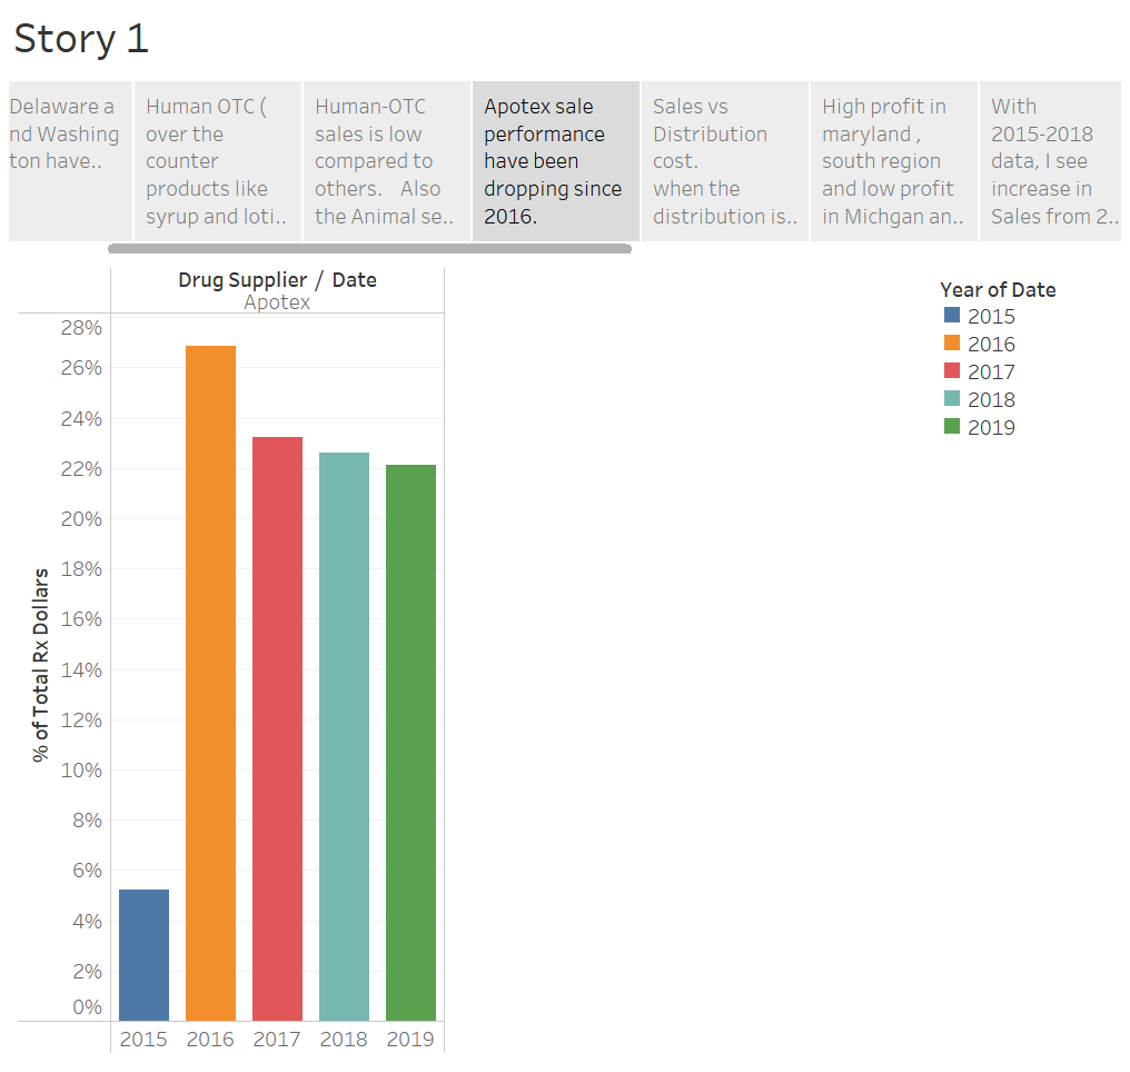 Story 1
Delaware a
nd Washing
ton have..
Human OTC (
over the
counter
products like
syrup and loti..
Human-OTC
sales is low
compared to
others. Also
the Animal se..
Apotex sale
performance
have been
dropping since
2016.
Sales vs
Distribution
cost.
when the
distribution is..
High profit in
maryland ,
south region
and low profit
in Michgan an..
With
2015-2018
data, I see
increase in
Sales from 2..
Drug Supplier / Date
Apotex
% of Total Rx Dollars
28%
26%
24%
22%
20%
18%
16%
14%
12%
10%
8%
6%
4%
2%
0%
2015 2016 2017 2018 2019
Year of Date
2015
2016
2017
2018
2019